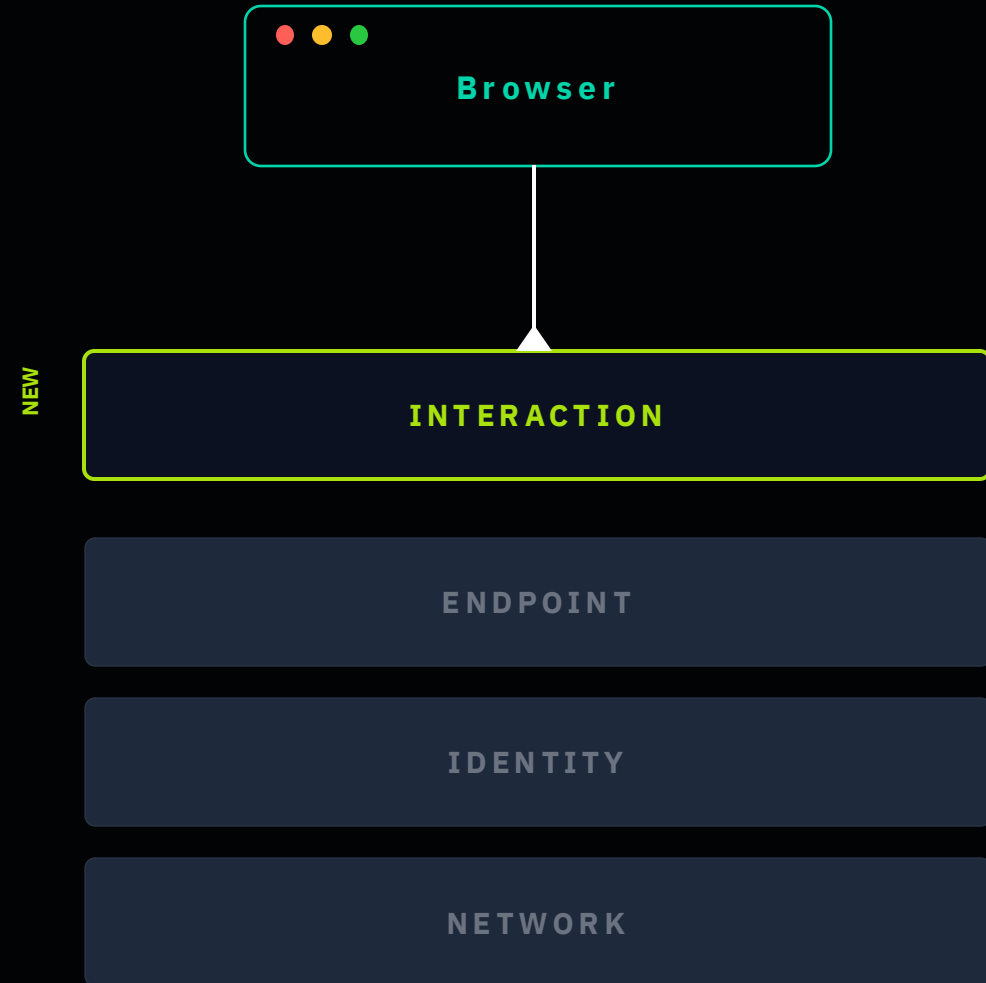 Browser
NEW
INTERACTION
ENDPOINT
IDENTITY
NETWORK